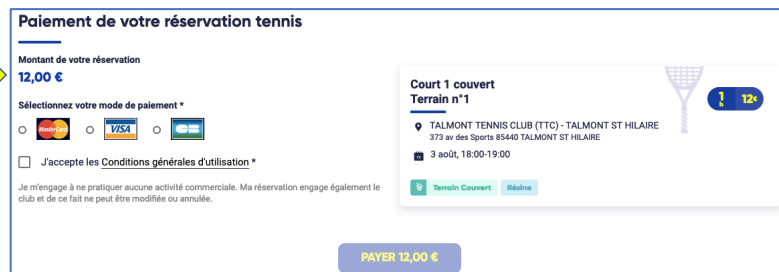 Paiement de votre réservation tennis
Montant de votre réservation
12,00 €
Sélectionnez votre mode de paiement *
MasterCard
VISA
CB
J'accepte les Conditions générales d'utilisation *
Je m'engage à ne pratiquer aucune activité commerciale. Ma réservation engage également le
club et de ce fait ne peut être modifiée ou annulée.
Court 1 couvert
Terrain n°1
1 h 12€
TALMONT TENNIS CLUB (TTC) - TALMONT ST HILAIRE
373 av des Sports 85440 TALMONT ST HILAIRE
3 août, 18:00-19:00
Terrain Couvert Résine
PAYER 12,00 €